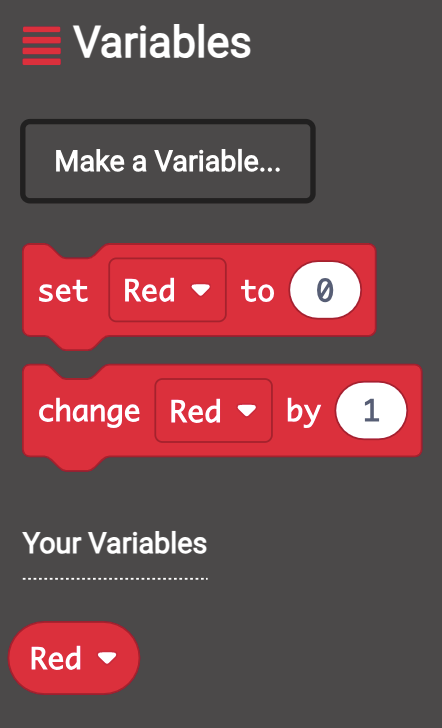 Variables
Make a Variable...
set Red to 0
change Red by 1
Your Variables
Red